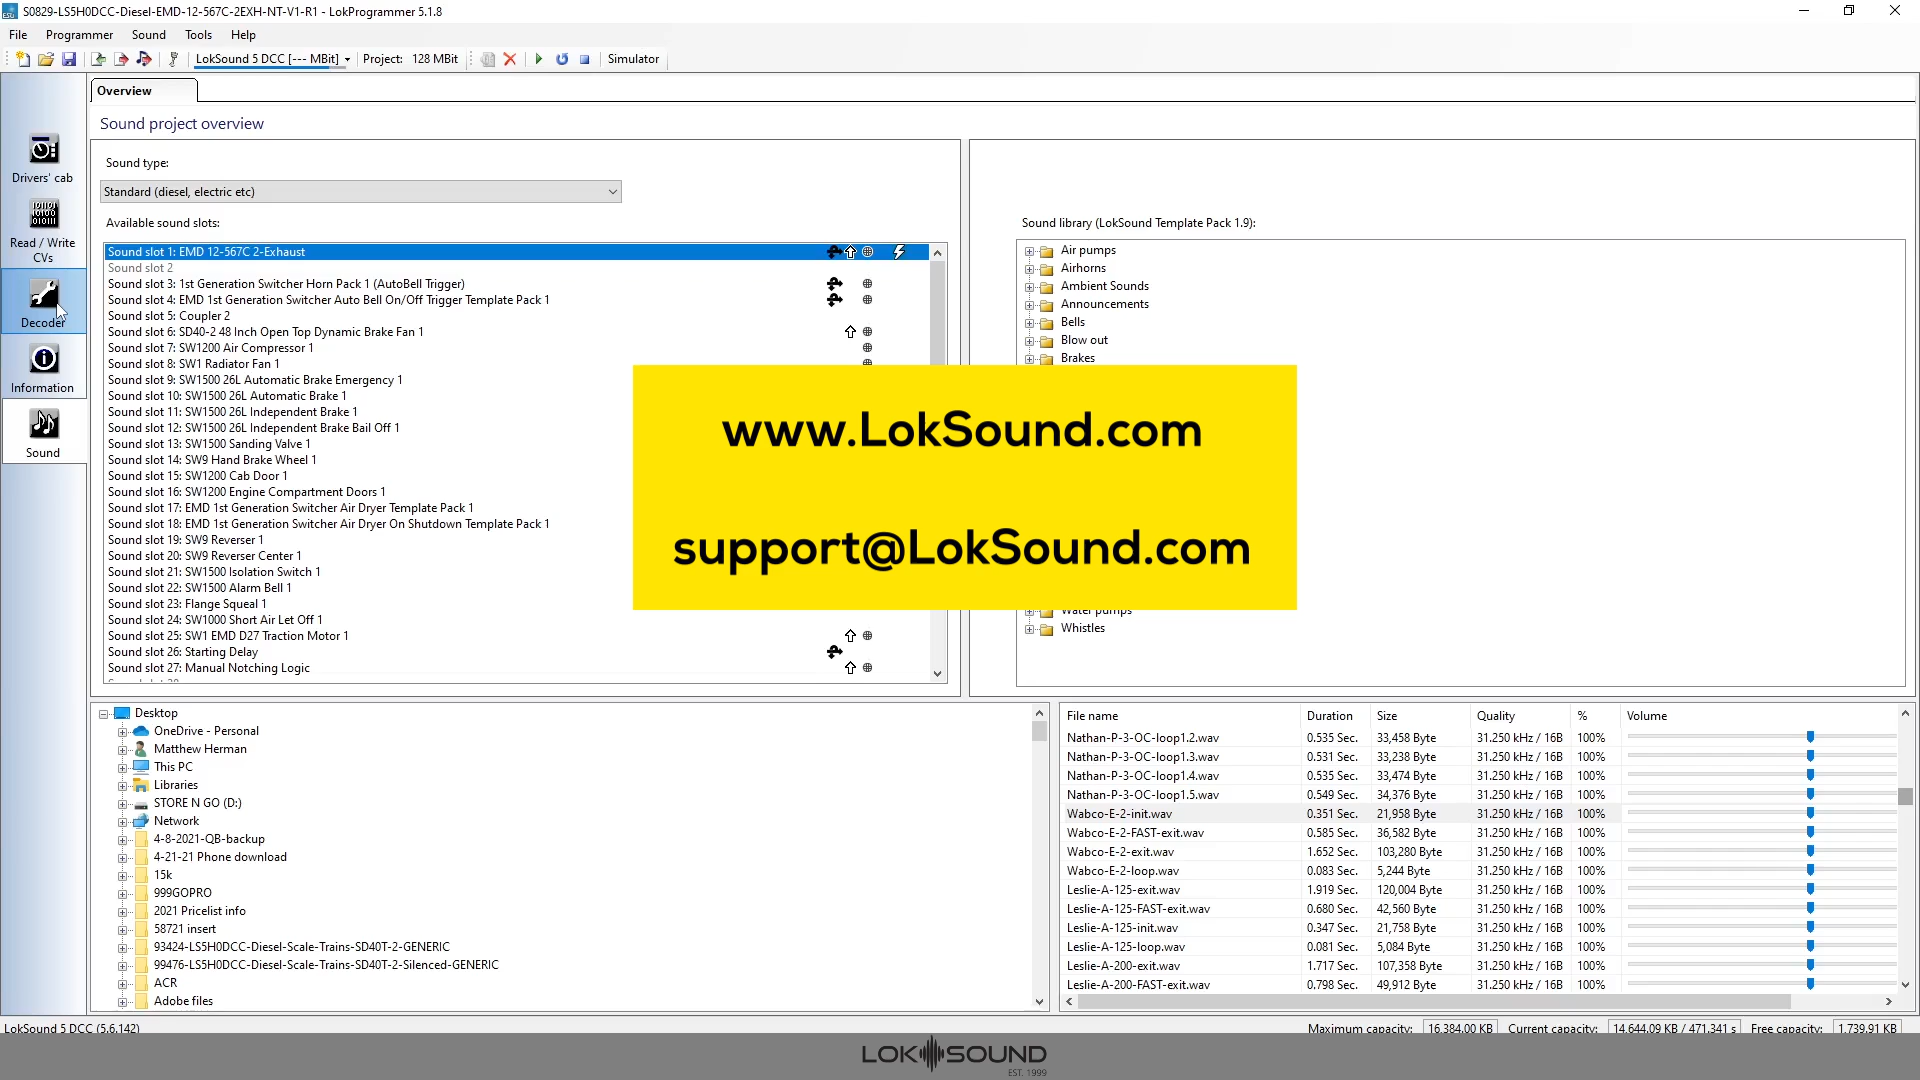 S0829-LS5H0DCC-Diesel-EMD-12-567C-2EXH-NT-V1-R1 - LokProgrammer 5.1.8
File Programmer Sound Tools Help
LokSound 5 DCC [--- MBit] Project: 128 MBit Simulator
Overview
Sound project overview
Drivers' cab
Read / Write CVs
Decoder
Information
Sound
Sound type:
Standard (diesel, electric etc)
Available sound slots:
Sound slot 1: EMD 12-567C 2-Exhaust
Sound slot 2
Sound slot 3: 1st Generation Switcher Horn Pack 1 (AutoBell Trigger)
Sound slot 4: EMD 1st Generation Switcher Auto Bell On/Off Trigger Template Pack 1
Sound slot 5: Coupler 2
Sound slot 6: SD40-2 48 Inch Open Top Dynamic Brake Fan 1
Sound slot 7: SW1200 Air Compressor 1
Sound slot 8: SW1 Radiator Fan 1
Sound slot 9: SW1500 26L Automatic Brake Emergency 1
Sound slot 10: SW1500 26L Automatic Brake 1
Sound slot 11: SW1500 26L Independent Brake 1
Sound slot 12: SW1500 26L Independent Brake Bail Off 1
Sound slot 13: SW1500 Sanding Valve 1
Sound slot 14: SW9 Hand Brake Wheel 1
Sound slot 15: SW1200 Cab Door 1
Sound slot 16: SW1200 Engine Compartment Doors 1
Sound slot 17: EMD 1st Generation Switcher Air Dryer Template Pack 1
Sound slot 18: EMD 1st Generation Switcher Air Dryer On Shutdown Template Pack 1
Sound slot 19: SW9 Reverser 1
Sound slot 20: SW9 Reverser Center 1
Sound slot 21: SW1500 Isolation Switch 1
Sound slot 22: SW1500 Alarm Bell 1
Sound slot 23: Flange Squeal 1
Sound slot 24: SW1000 Short Air Let Off 1
Sound slot 25: SW1 EMD D27 Traction Motor 1
Sound slot 26: Starting Delay
Sound slot 27: Manual Notching Logic
Sound library (LokSound Template Pack 1.9):
Air pumps
Airhorns
Ambient Sounds
Announcements
Bells
Blow out
Brakes
www.LokSound.com
support@LokSound.com
Water pumps
Whistles
Desktop
OneDrive - Personal
Matthew Herman
This PC
Libraries
STORE N GO (D:)
Network
4-8-2021-QB-backup
4-21-21 Phone download
15k
999GOPRO
2021 Pricelist info
58721 insert
93424-LS5H0DCC-Diesel-Scale-Trains-SD40T-2-GENERIC
99476-LS5H0DCC-Diesel-Scale-Trains-SD40T-2-Silenced-GENERIC
ACR
Adobe files
File name Duration Size Quality % Volume
Nathan-P-3-OC-loop1.2.wav 0.535 Sec. 33,458 Byte 31.250 kHz / 16B 100%
Nathan-P-3-OC-loop1.3.wav 0.531 Sec. 33,238 Byte 31.250 kHz / 16B 100%
Nathan-P-3-OC-loop1.4.wav 0.535 Sec. 33,474 Byte 31.250 kHz / 16B 100%
Nathan-P-3-OC-loop1.5.wav 0.549 Sec. 34,376 Byte 31.250 kHz / 16B 100%
Wabco-E-2-init.wav 0.351 Sec. 21,958 Byte 31.250 kHz / 16B 100%
Wabco-E-2-FAST-exit.wav 0.585 Sec. 36,582 Byte 31.250 kHz / 16B 100%
Wabco-E-2-exit.wav 1.652 Sec. 103,280 Byte 31.250 kHz / 16B 100%
Wabco-E-2-loop.wav 0.083 Sec. 5,244 Byte 31.250 kHz / 16B 100%
Leslie-A-125-exit.wav 1.919 Sec. 120,004 Byte 31.250 kHz / 16B 100%
Leslie-A-125-FAST-exit.wav 0.680 Sec. 42,560 Byte 31.250 kHz / 16B 100%
Leslie-A-125-init.wav 0.347 Sec. 21,758 Byte 31.250 kHz / 16B 100%
Leslie-A-125-loop.wav 0.081 Sec. 5,084 Byte 31.250 kHz / 16B 100%
Leslie-A-200-exit.wav 1.717 Sec. 107,358 Byte 31.250 kHz / 16B 100%
Leslie-A-200-FAST-exit.wav 0.798 Sec. 49,912 Byte 31.250 kHz / 16B 100%
LokSound 5 DCC (5.6.142) Maximum capacity: 16,384.00 KB Current capacity: 14,644.09 KB / 471.341 s Free capacity: 1,739.91 KB
LOKSOUND
EST. 1999